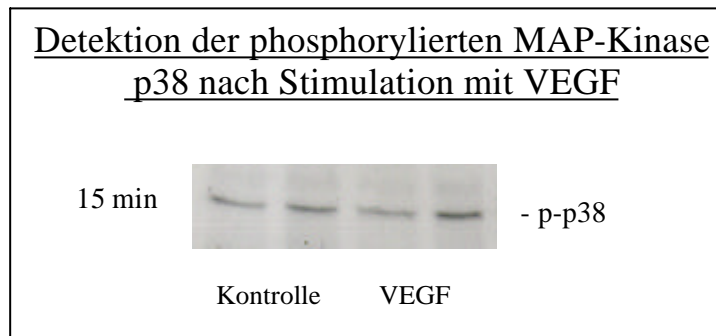 Detektion der phosphorylierten MAP-Kinase
p38 nach Stimulation mit VEGF
15 min
- p-p38
Kontrolle VEGF